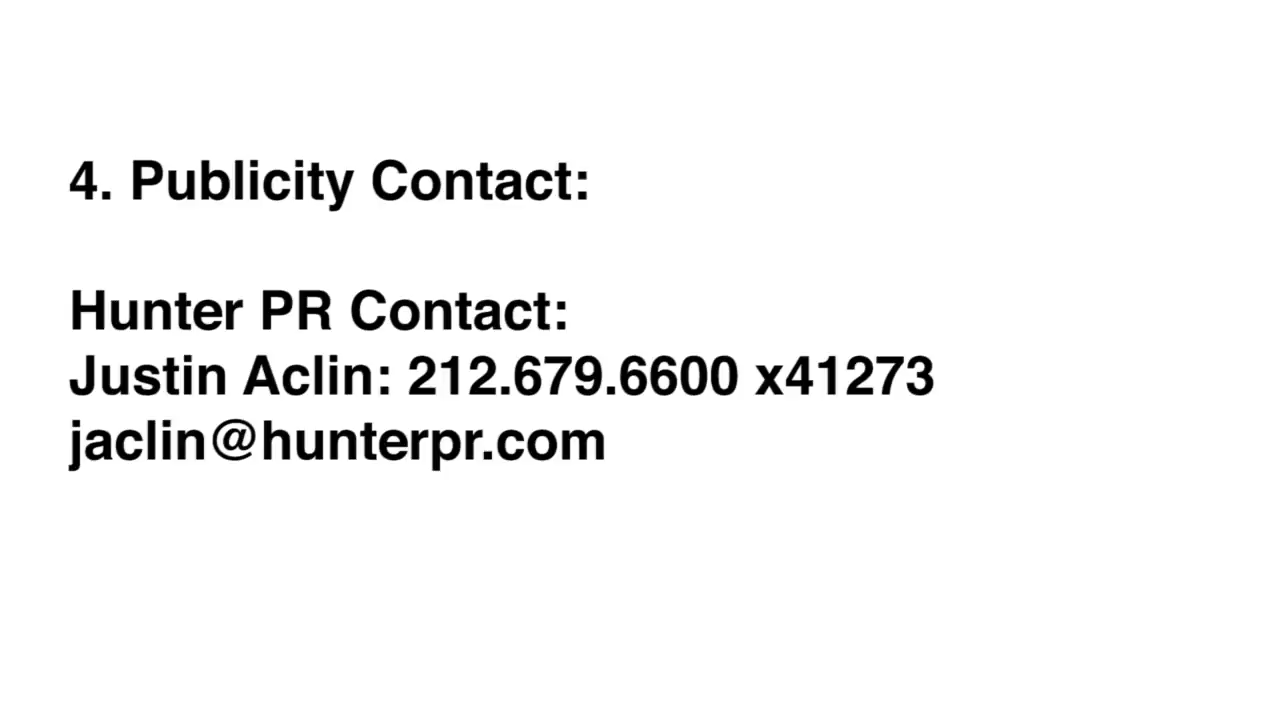 4. Publicity Contact:
Hunter PR Contact:
Justin Aclin: 212.679.6600 x41273
jaclin@hunterpr.com